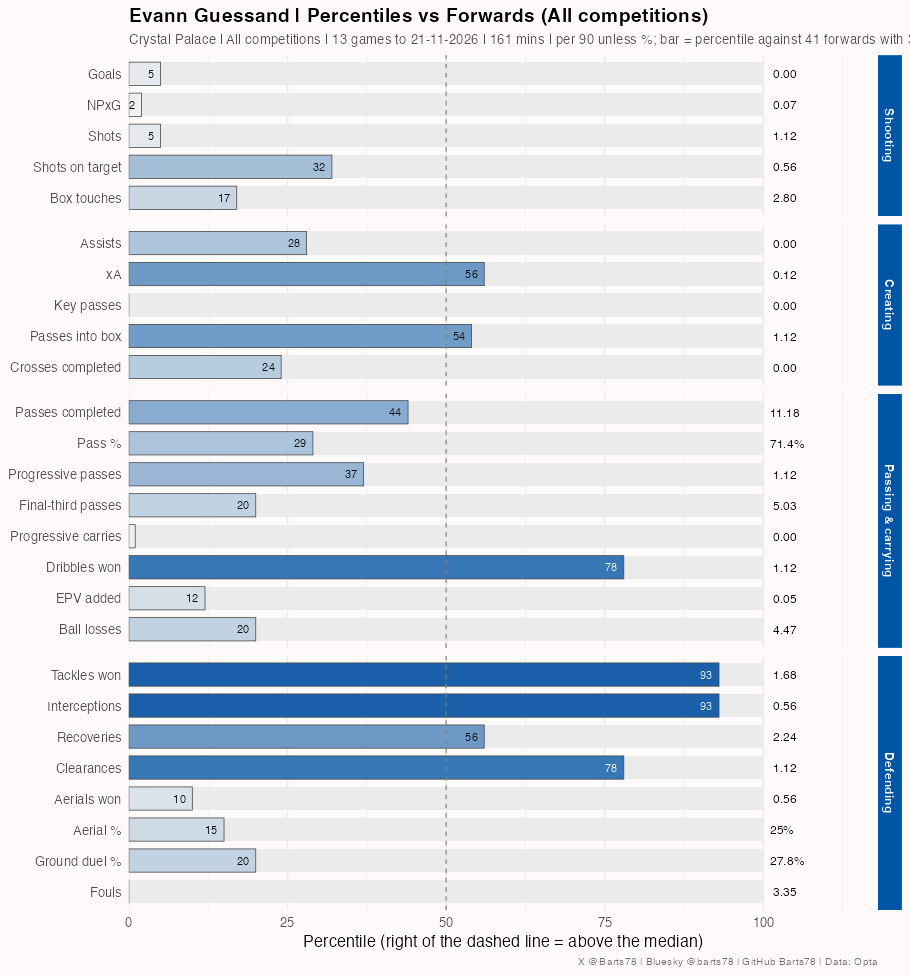 Evann Guessand | Percentiles vs Forwards (All competitions)
Crystal Palace | All competitions | 13 games to 21-11-2026 | 161 mins | per 90 unless %; bar = percentile against 41 forwards with
Goals 5 0.00
NPxG 2 0.07
Shots 5 1.12
Shots on target 32 0.56
Box touches 17 2.80
Shooting
Assists 28 0.00
xA 56 0.12
Key passes 0.00
Passes into box 54 1.12
Crosses completed 24 0.00
Creating
Passes completed 44 11.18
Pass % 29 71.4%
Progressive passes 37 1.12
Final-third passes 20 5.03
Progressive carries 0.00
Dribbles won 78 1.12
EPV added 12 0.05
Ball losses 20 4.47
Passing & carrying
Tackles won 93 1.68
Interceptions 93 0.56
Recoveries 56 2.24
Clearances 78 1.12
Aerials won 10 0.56
Aerial % 15 25%
Ground duel % 20 27.8%
Fouls 3.35
Defending
0 25 50 75 100
Percentile (right of the dashed line = above the median)
X @Barts78 | Bluesky @barts78 | GitHub Barts78 | Data: Opta